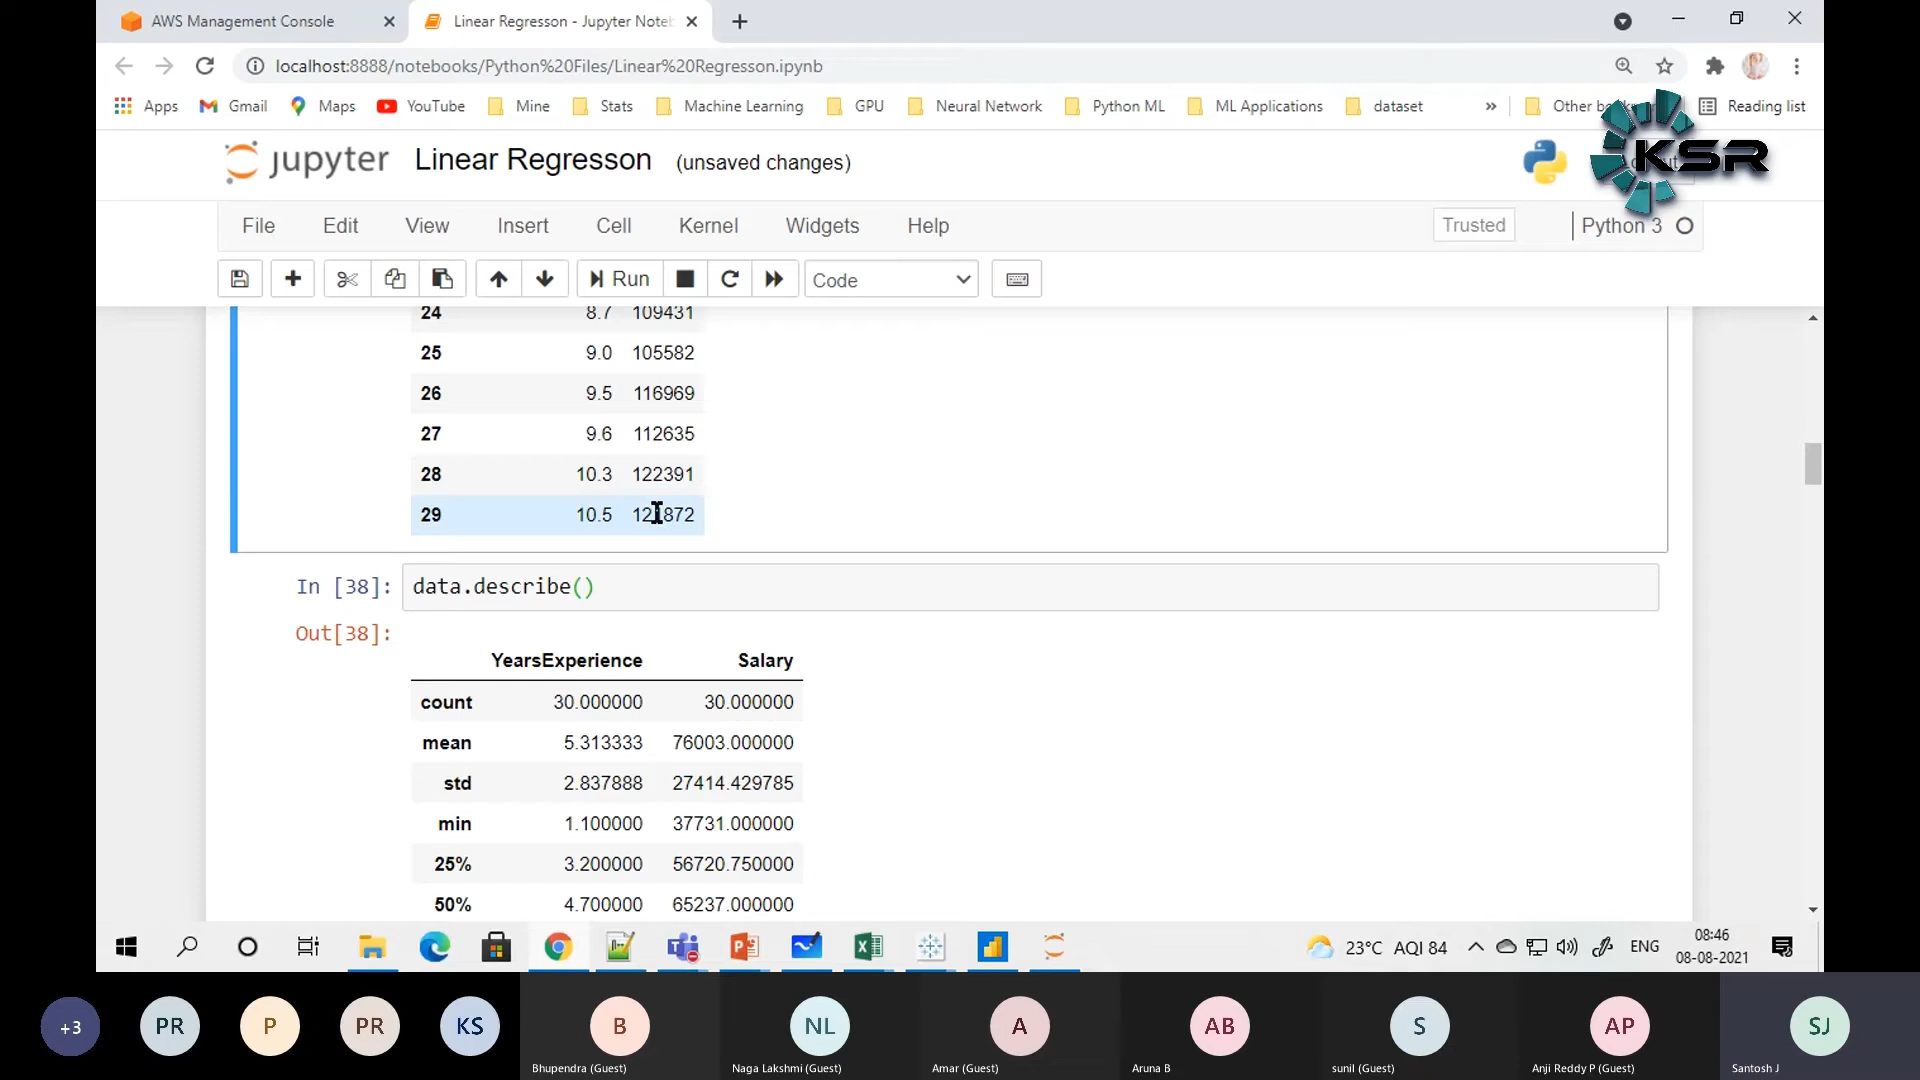 AWS Management Console
Linear Regresson - Jupyter Noteb
localhost:8888/notebooks/Python%20Files/Linear%20Regresson.ipynb
Apps Gmail Maps YouTube Mine Stats Machine Learning GPU Neural Network Python ML ML Applications dataset » Other Reading list
jupyter Linear Regresson (unsaved changes)
KSR
File Edit View Insert Cell Kernel Widgets Help Trusted Python 3
Run Code
24 8.7 109431
25 9.0 105582
26 9.5 116969
27 9.6 112635
28 10.3 122391
29 10.5 121872
In [38]: data.describe()
Out[38]:
YearsExperience Salary
count 30.000000 30.000000
mean 5.313333 76003.000000
std 2.837888 27414.429785
min 1.100000 37731.000000
25% 3.200000 56720.750000
50% 4.700000 65237.000000
23°C AQI 84 ENG 08:46
08-08-2021
+3 PR P PR KS B NL A AB S AP SJ
Bhupendra (Guest) Naga Lakshmi (Guest) Amar (Guest) Aruna B sunil (Guest) Anji Reddy P (Guest) Santosh J